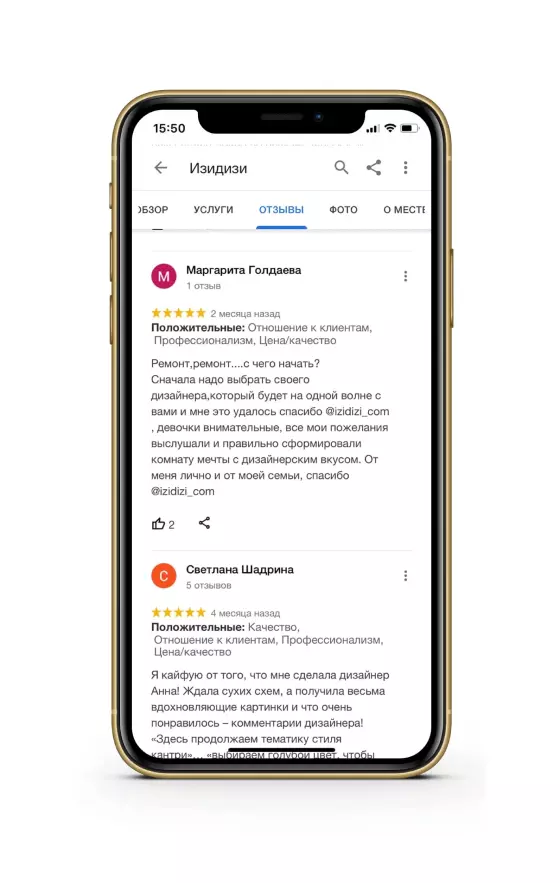 15:50
Изидизи
ОБЗОР УСЛУГИ ОТЗЫВЫ ФОТО О МЕСТЕ
М
Маргарита Голдаева
1 отзыв
2 месяца назад
Положительные: Отношение к клиентам,
Профессионализм, Цена/качество
Ремонт,ремонт....с чего начать?
Сначала надо выбрать своего
дизайнера,который будет на одной волне с
вами и мне это удалось спасибо @izidizi_com
, девочки внимательные, все мои пожелания
выслушали и правильно сформировали
комнату мечты с дизайнерским вкусом. От
меня лично и от моей семьи, спасибо
@izidizi_com
2
С
Светлана Шадрина
5 отзывов
4 месяца назад
Положительные: Качество,
Отношение к клиентам, Профессионализм,
Цена/качество
Я кайфую от того, что мне сделала дизайнер
Анна! Ждала сухих схем, а получила весьма
вдохновляющие картинки и что очень
понравилось – комментарии дизайнера!
«Здесь продолжаем тематику стиля
кантри»... «выбираем голубой цвет, чтобы